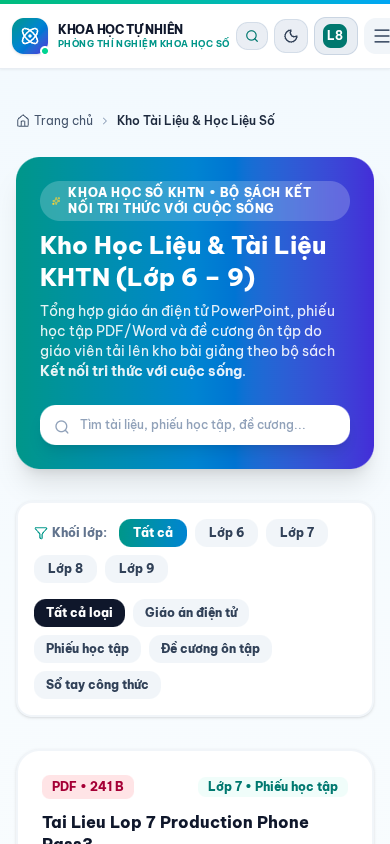 KHOA HỌC TỰ NHIÊN
PHÒNG THÍ NGHIỆM KHOA HỌC SỐ
L8
Trang chủ > Kho Tài Liệu & Học Liệu Số
KHOA HỌC SỐ KHTN • BỘ SÁCH KẾT
NỐI TRI THỨC VỚI CUỘC SỐNG
Kho Học Liệu & Tài Liệu
KHTN (Lớp 6 – 9)
Tổng hợp giáo án điện tử PowerPoint, phiếu
học tập PDF/Word và đề cương ôn tập do
giáo viên tải lên kho bài giảng theo bộ sách
Kết nối tri thức với cuộc sống.
Tìm tài liệu, phiếu học tập, đề cương...
Khối lớp: Tất cả Lớp 6 Lớp 7
Lớp 8 Lớp 9
Tất cả loại Giáo án điện tử
Phiếu học tập Đề cương ôn tập
Sổ tay công thức
PDF • 241 B Lớp 7 • Phiếu học tập
Tai Lieu Lop 7 Production Phone
Pass3